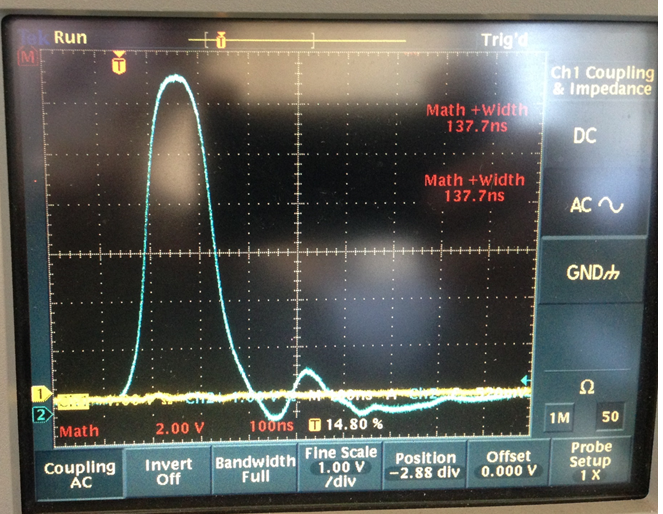 Tek Run
Trig'd
M
T
T
Ch1 Coupling
& Impedance
Math +Width
137.7ns
DC
Math +Width
137.7ns
AC
GND
1
2
Ω
1M 50
Math 2.00 V 100ns T 14.80 %
Coupling
AC
Invert
Off
Bandwidth
Full
Fine Scale
1.00 V
/div
Position
-2.88 div
Offset
0.000 V
Probe
Setup
1 X